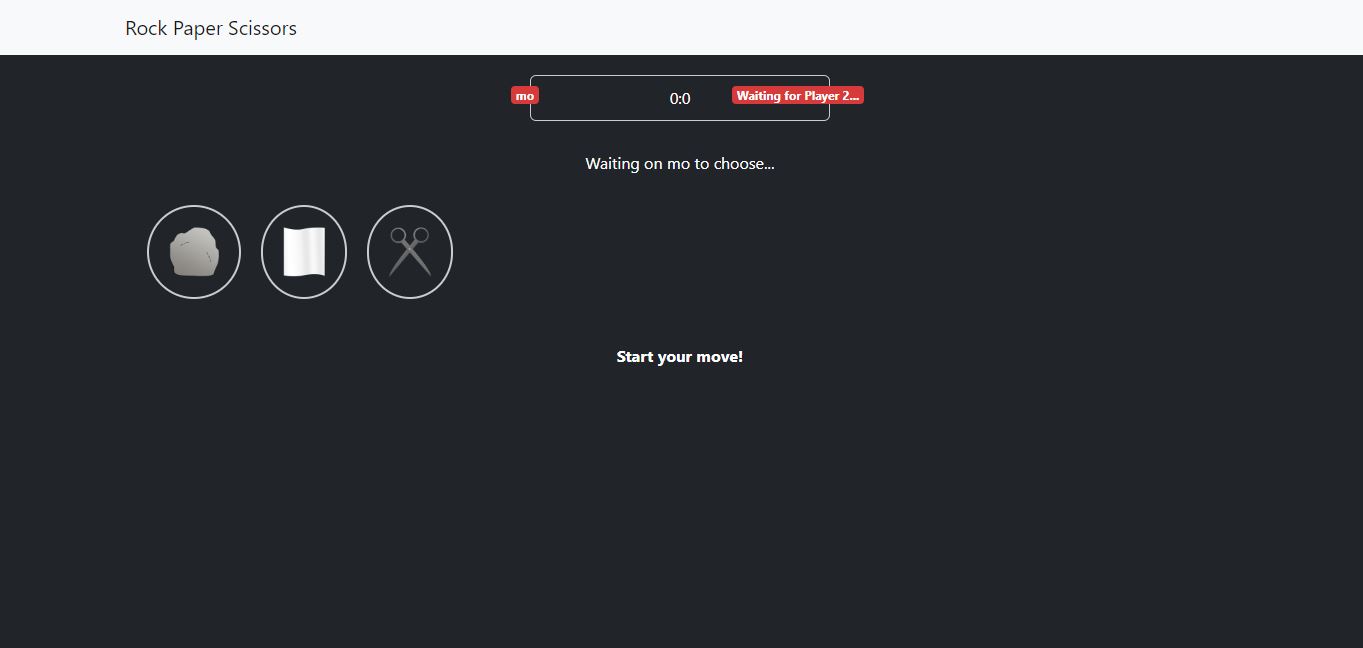 Rock Paper Scissors
mo 0:0 Waiting for Player 2...
Waiting on mo to choose...
Start your move!